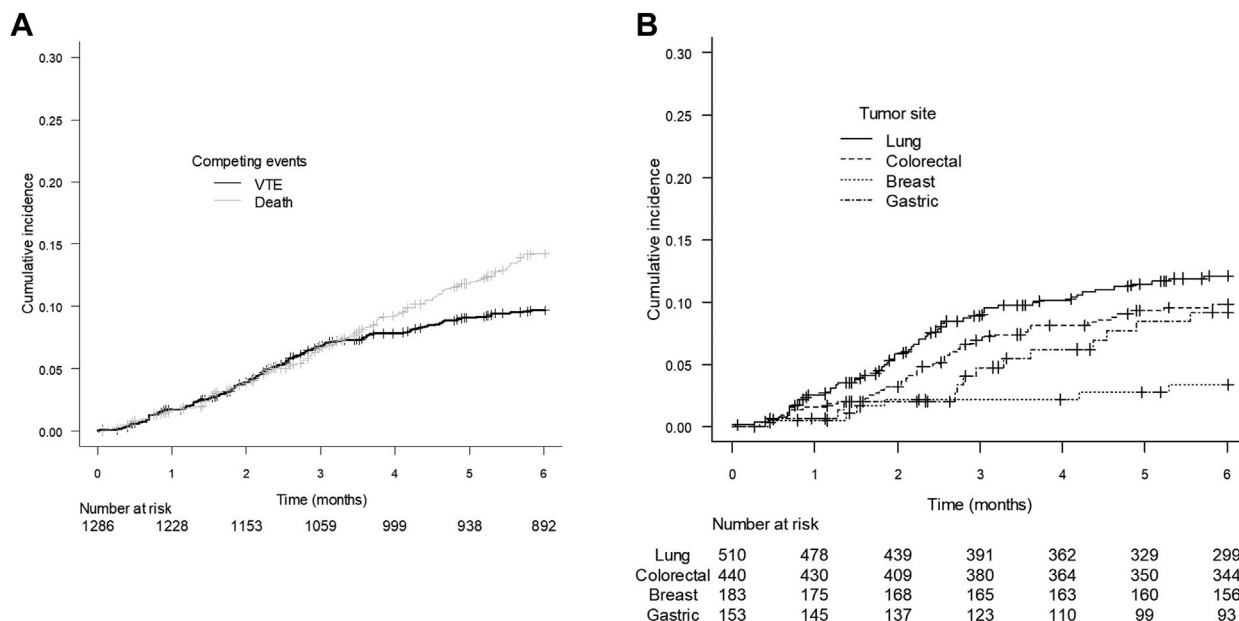 A
Cumulative incidence
0.30
0.25
0.20
0.15
0.10
0.05
0.00
Competing events
VTE
Death
0 1 2 3 4 5 6
Time (months)
Number at risk
1286 1228 1153 1059 999 938 892
B
Cumulative incidence
0.30
0.25
0.20
0.15
0.10
0.05
0.00
Tumor site
Lung
Colorectal
Breast
Gastric
0 1 2 3 4 5 6
Time (months)
Number at risk
Lung 510 478 439 391 362 329 299
Colorectal 440 430 409 380 364 350 344
Breast 183 175 168 165 163 160 156
Gastric 153 145 137 123 110 99 93